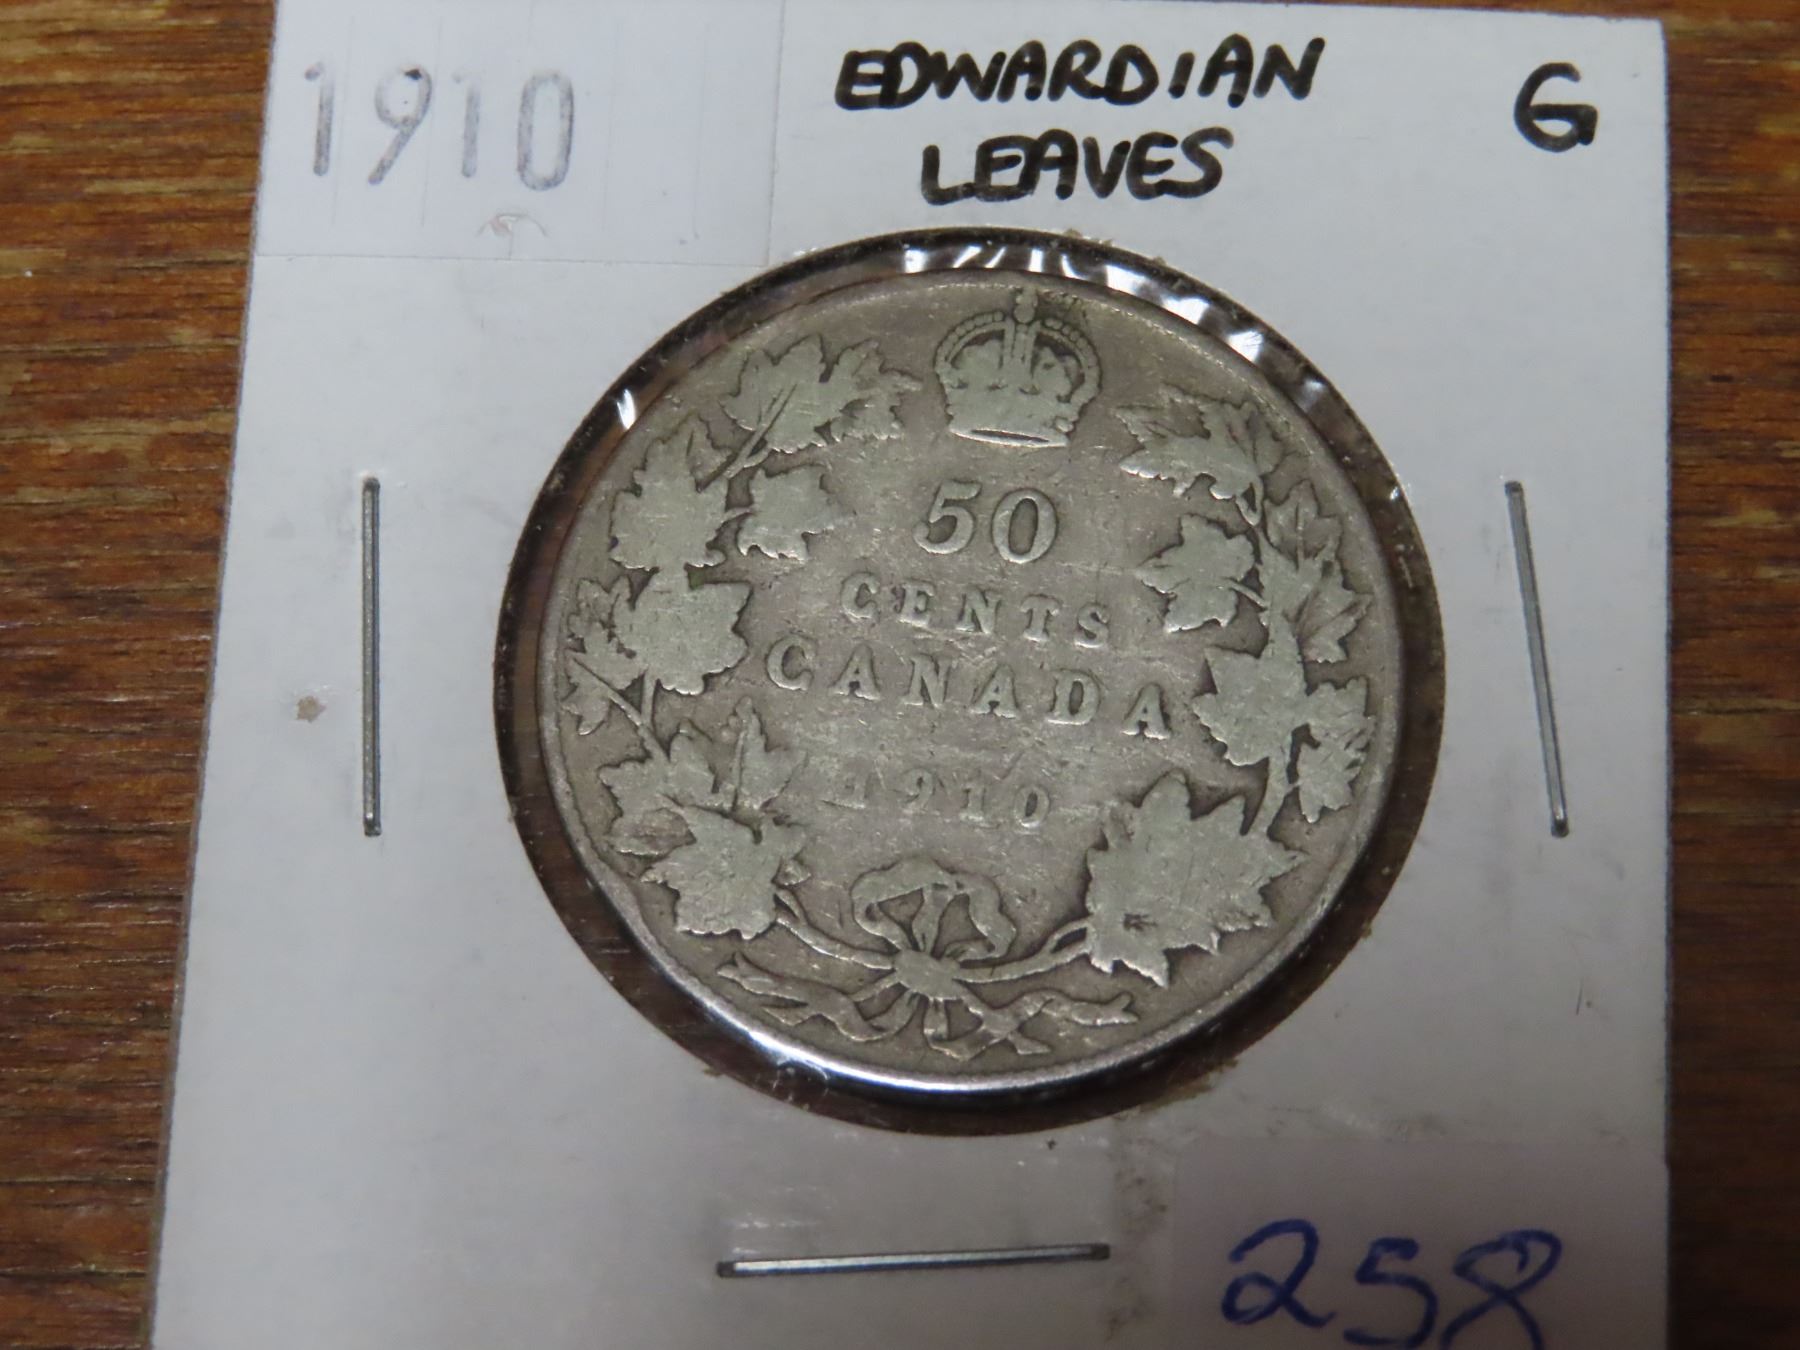 1910
EDWARDIAN
LEAVES
G
50
CENTS
CANADA
1910
258